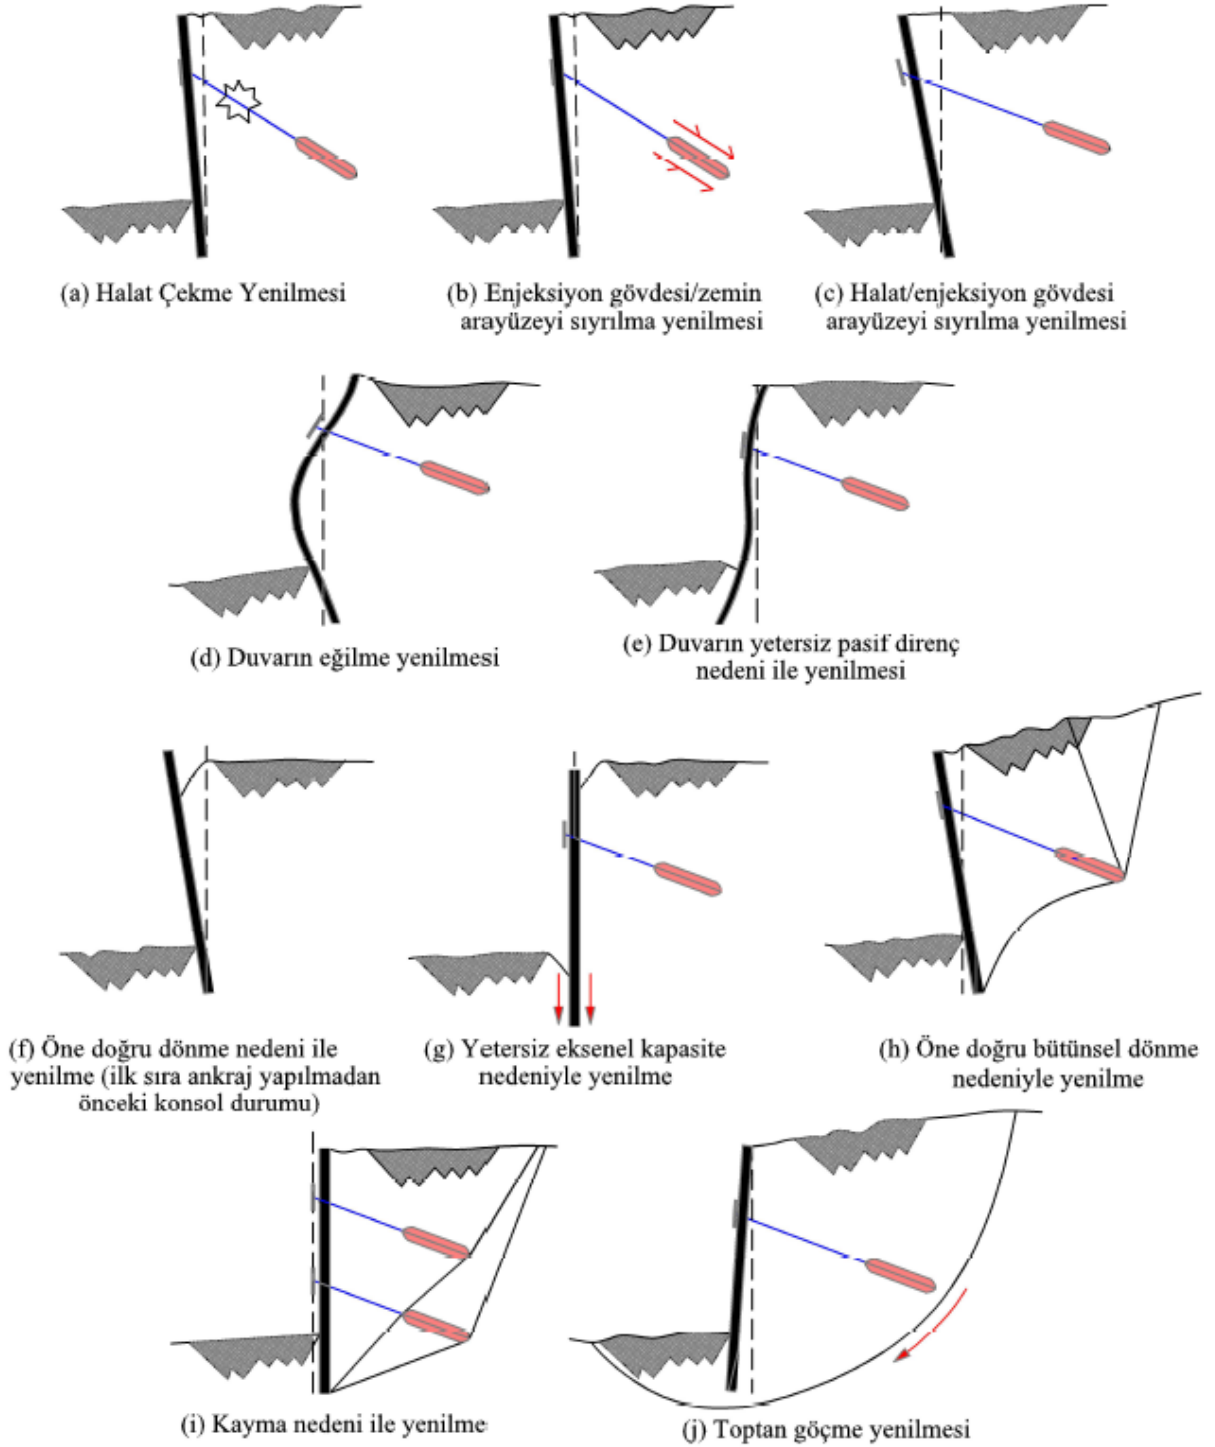 (a) Halat Çekme Yenilmesi
(b) Enjeksiyon gövdesi/zemin
arayüzeyi sıyrılma yenilmesi
(c) Halat/enjeksiyon gövdesi
arayüzeyi sıyrılma yenilmesi
(d) Duvarın eğilme yenilmesi
(e) Duvarın yetersiz pasif direnç
nedeni ile yenilmesi
(f) Öne doğru dönme nedeni ile
yenilme (ilk sıra ankraj yapılmadan
önceki konsol durumu)
(g) Yetersiz eksenel kapasite
nedeniyle yenilme
(h) Öne doğru bütünsel dönme
nedeniyle yenilme
(i) Kayma nedeni ile yenilme
(j) Toptan göçme yenilmesi